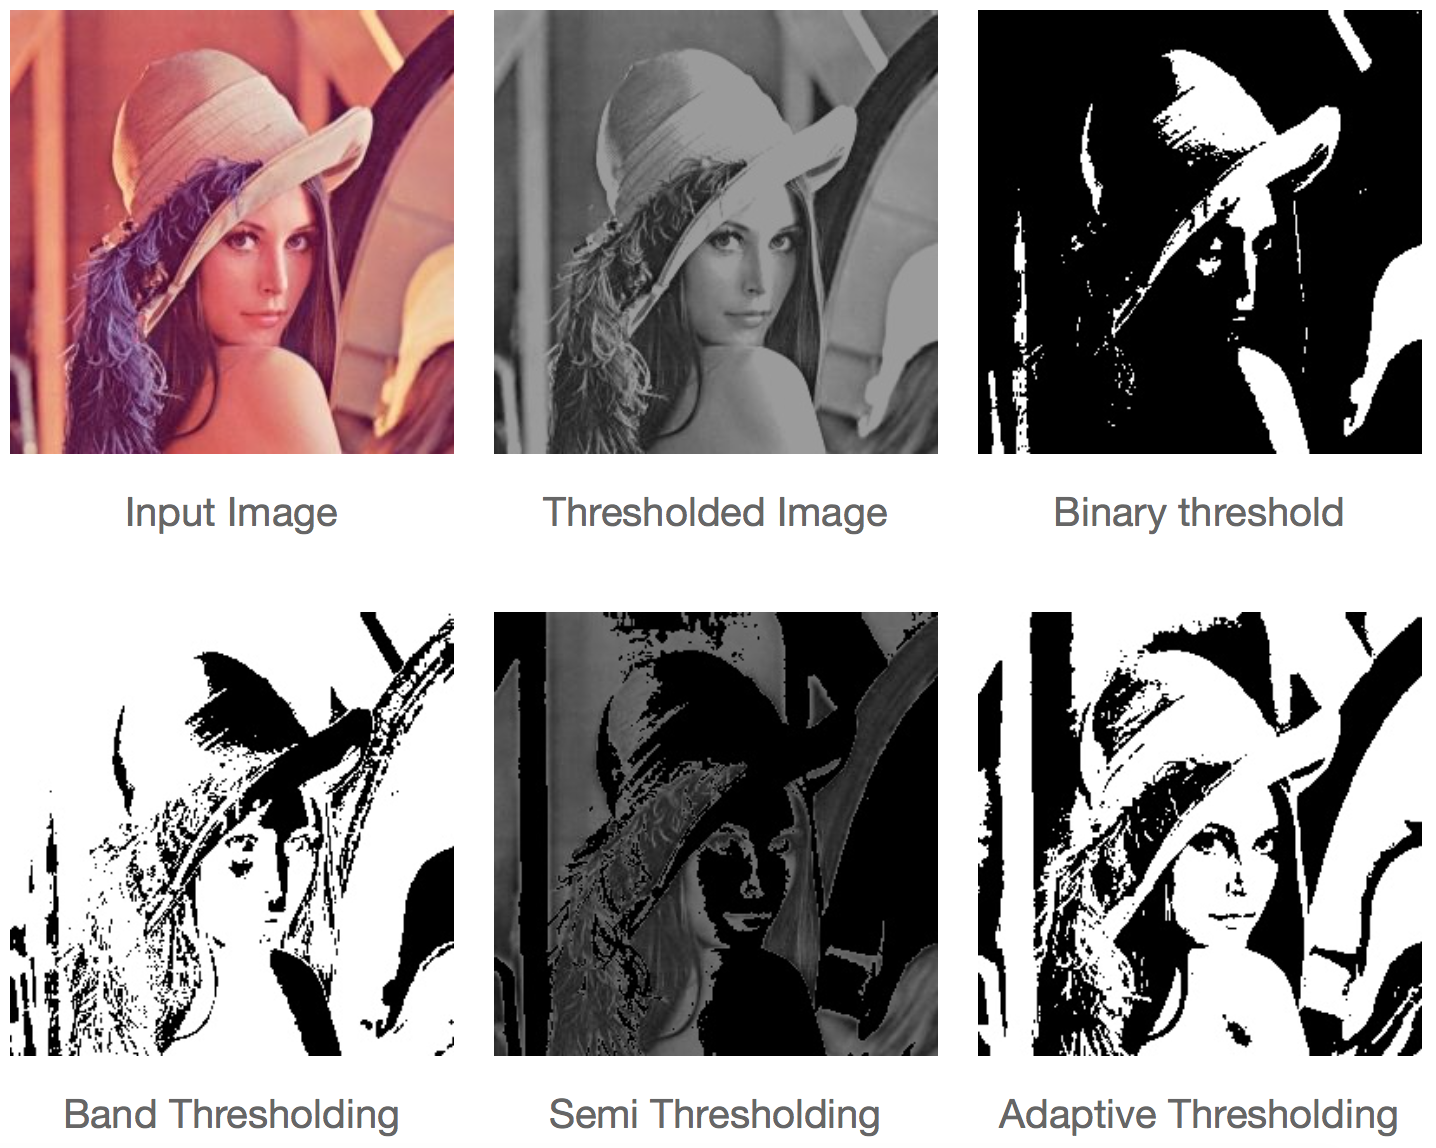 Input Image
Thresholded Image
Binary threshold
Band Thresholding
Semi Thresholding
Adaptive Thresholding